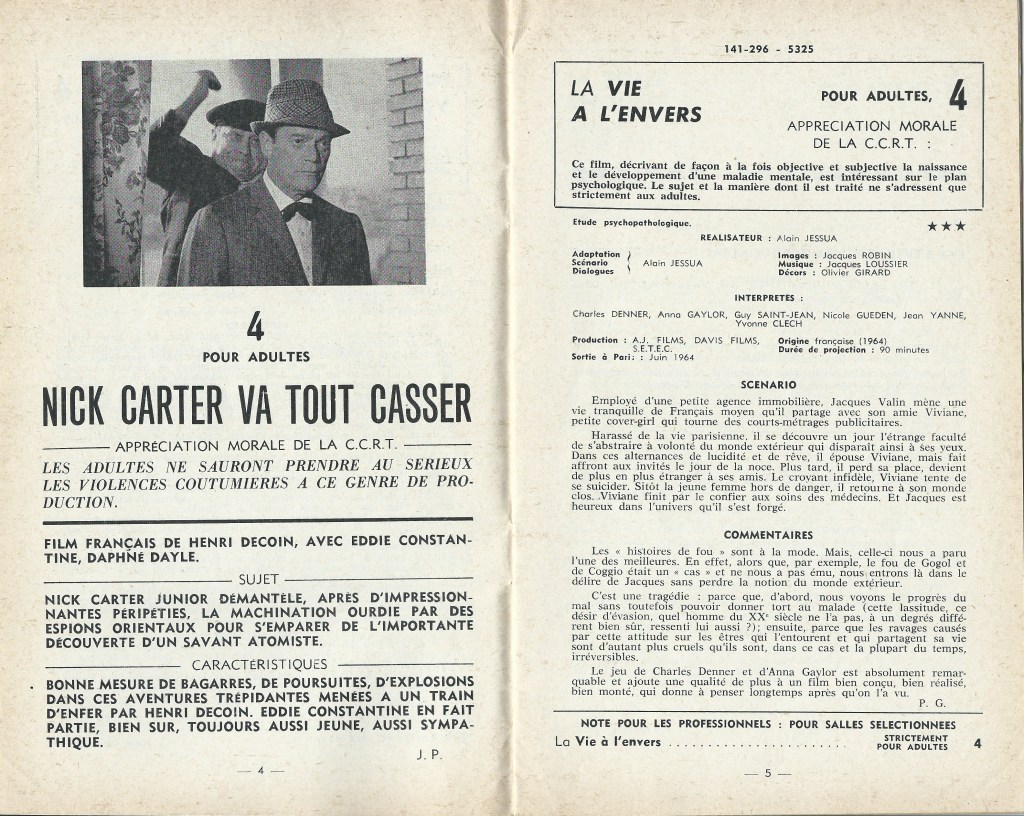 4
POUR ADULTES
NICK CARTER VA TOUT CASSER
APPRÉCIATION MORALE DE LA C.C.R.T.
LES ADULTES NE SAURONT PRENDRE AU SERIEUX
LES VIOLENCES COUTUMIERES A CE GENRE DE PRO-
DUCTION.
FILM FRANÇAIS DE HENRI DECOIN, AVEC EDDIE CONSTAN-
TINE, DAPHNÉ DAYLE.
SUJET
NICK CARTER JUNIOR DÉMANTÈLE, APRÈS D'IMPRESSION-
NANTES PÉRIPÉTIES, LA MACHINATION OURDIE PAR DES
ESPIONS ORIENTAUX POUR S'EMPARER DE L'IMPORTANTE
DÉCOUVERTE D'UN SAVANT ATOMISTE.
CARACTÉRISTIQUES
BONNE MESURE DE BAGARRES, DE POURSUITES, D'EXPLOSIONS
DANS CES AVENTURES TRÉPIDANTES MENÉES A UN TRAIN
D'ENFER PAR HENRI DECOIN. EDDIE CONSTANTINE EN FAIT
PARTIE, BIEN SUR, TOUJOURS AUSSI JEUNE, AUSSI SYMPA-
THIQUE.
J. P.
— 4 —
141-296 - 5325
LA VIE
A L'ENVERS
POUR ADULTES, 4
APPRECIATION MORALE
DE LA C.C.R.T. :
Ce film, décrivant de façon à la fois objective et subjective la naissance
et le développement d'une maladie mentale, est intéressant sur le plan
psychologique. Le sujet et la manière dont il est traité ne s'adressent que
strictement aux adultes.
Etude psychopathologique.
★★★
REALISATEUR : Alain JESSUA
Adaptation
Scénario
Dialogues
Alain JESSUA
Images : Jacques ROBIN
Musique : Jacques LOUSSIER
Décors : Olivier GIRARD
INTERPRETES :
Charles DENNER, Anna GAYLOR, Guy SAINT-JEAN, Nicole GUEDEN, Jean YANNE,
Yvonne CLECH
Production : A.J. FILMS, DAVIS FILMS,
S.E.T.E.C.
Sortie à Paris : Juin 1964
Origine française (1964)
Durée de projection : 90 minutes
SCENARIO
Employé d'une petite agence immobilière, Jacques Valin mène une
vie tranquille de Français moyen qu'il partage avec son amie Viviane,
petite cover-girl qui tourne des courts-métrages publicitaires.
Harassé de la vie parisienne, il se découvre un jour l'étrange faculté
de s'abstraire à volonté du monde extérieur qui disparaît ainsi à ses yeux.
Dans ces alternances de lucidité et de rêve, il épouse Viviane, mais fait
affront aux invités le jour de la noce. Plus tard, il perd sa place, devient
de plus en plus étranger à ses amis. Le croyant infidèle, Viviane tente de
se suicider. Sitôt la jeune femme hors de danger, il retourne à son monde
clos. Viviane finit par le confier aux soins des médecins. Et Jacques est
heureux dans l'univers qu'il s'est forgé.
COMMENTAIRES
Les « histoires de fou » sont à la mode. Mais, celle-ci nous a paru
l'une des meilleures. En effet, alors que, par exemple, le fou de Gogol et
de Coggio était un « cas » et ne nous a pas ému, nous entrons là dans le
délire de Jacques sans perdre la notion du monde extérieur.
C'est une tragédie : parce que, d'abord, nous voyons le progrès du
mal sans toutefois pouvoir donner tort au malade (cette lassitude, ce
désir d'évasion, quel homme du XXe siècle ne l'a pas, à un degrés diffé-
rent bien sûr, ressenti lui aussi ?) ; ensuite, parce que les ravages causés
par cette attitude sur les êtres qui l'entourent et qui partagent sa vie
sont d'autant plus cruels qu'ils sont, dans ce cas et la plupart du temps,
irréversibles.
Le jeu de Charles Denner et d'Anna Gaylor est absolument remar-
quable et ajoute une qualité de plus à un film bien conçu, bien réalisé,
bien monté, qui donne à penser longtemps après qu'on l'a vu.
P. G.
NOTE POUR LES PROFESSIONNELS : POUR SALLES SELECTIONNEES
La Vie à l'envers ....................... STRICTEMENT
POUR ADULTES 4
— 5 —